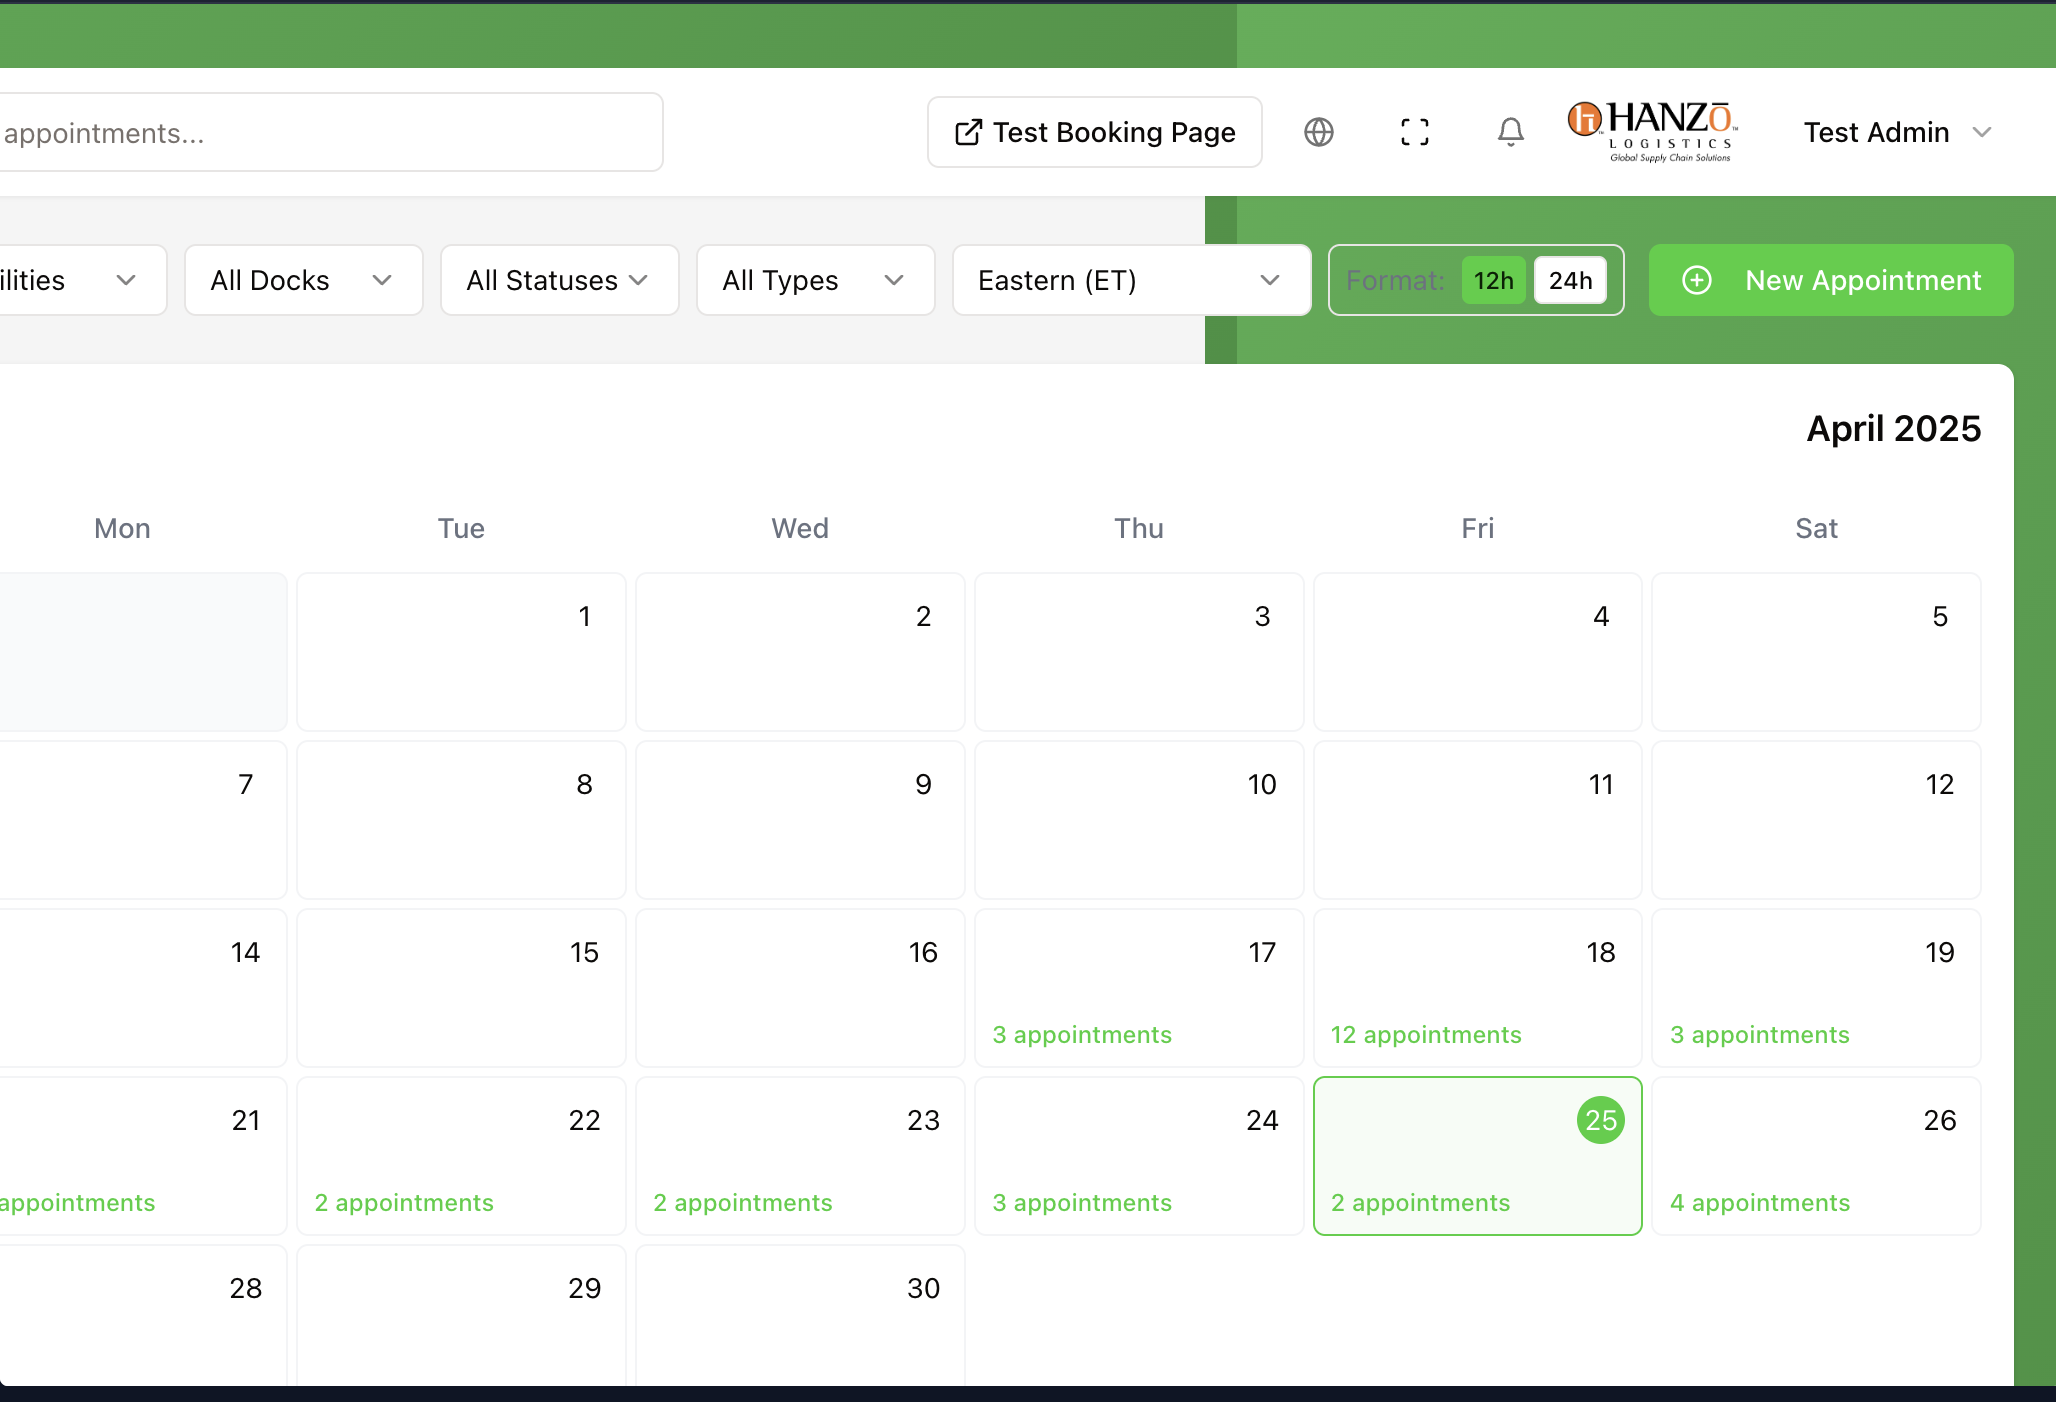 appointments...
Test Booking Page
HANZŌ
LOGISTICS
Global Supply Chain Solutions
Test Admin
ilities
All Docks
All Statuses
All Types
Eastern (ET)
Format:
12h
24h
New Appointment
April 2025
Mon
Tue
Wed
Thu
Fri
Sat
1
2
3
4
5
7
8
9
10
11
12
14
15
16
17
18
19
3 appointments
12 appointments
3 appointments
21
22
23
24
25
26
appointments
2 appointments
2 appointments
3 appointments
2 appointments
4 appointments
28
29
30